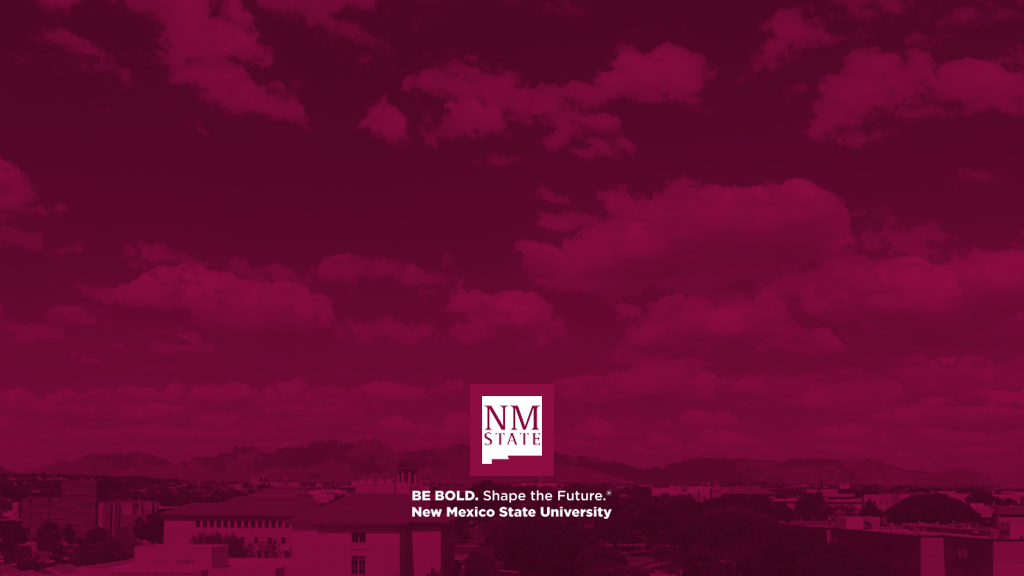 NM
STATE
BE BOLD. Shape the Future.®
New Mexico State University